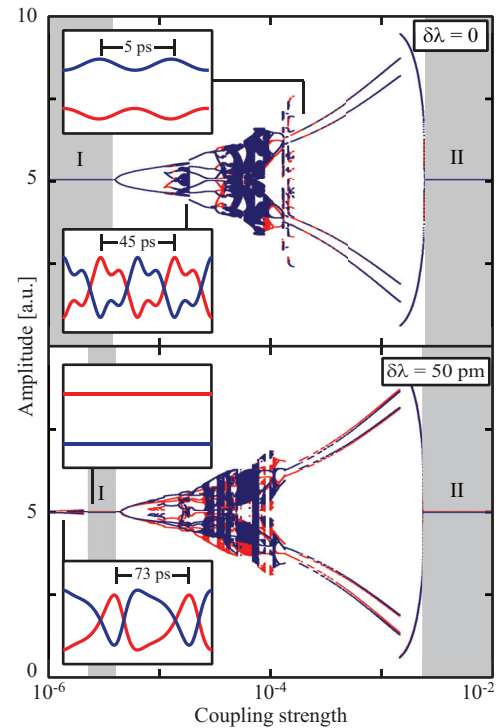 10
δλ = 0
5 ps
I
II
5
45 ps
Amplitude [a.u.]
δλ = 50 pm
I
II
5
73 ps
0
10^-6
10^-4
10^-2
Coupling strength